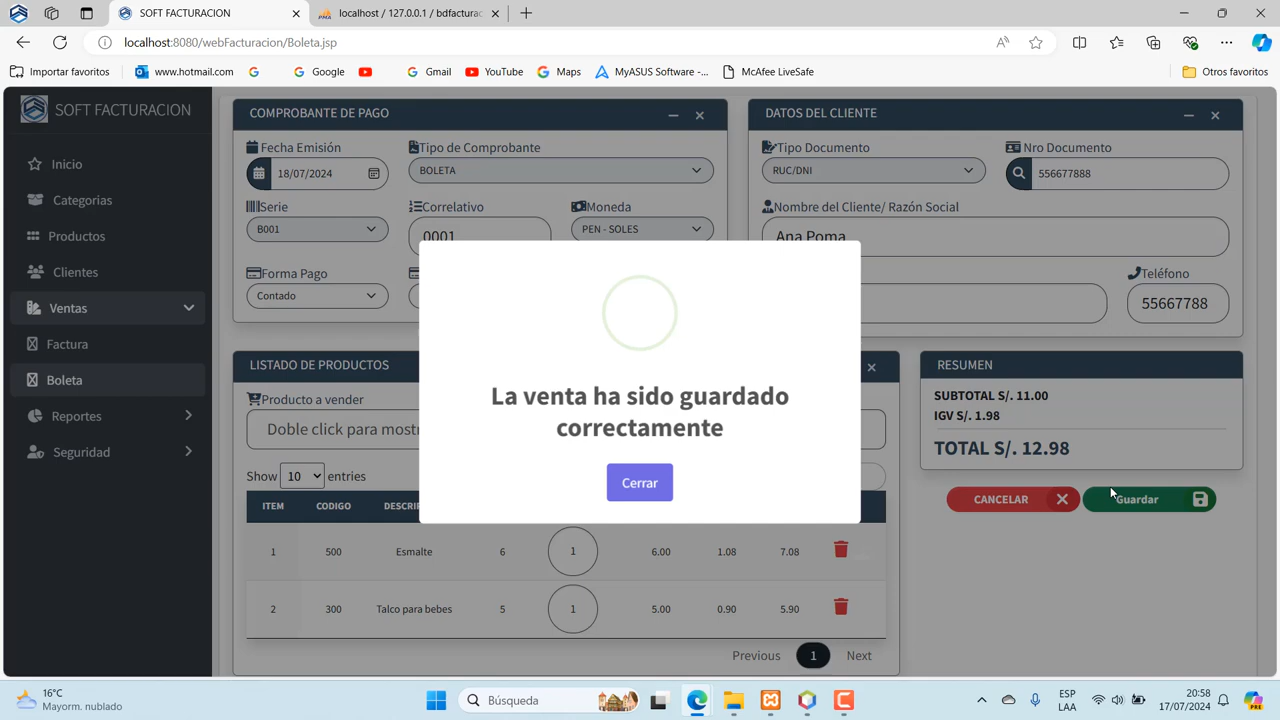 SOFT FACTURACION
localhost / 127.0.0.1 / bdfacturac
localhost:8080/webFacturacion/Boleta.jsp
Importar favoritos
www.hotmail.com
Google
Gmail
YouTube
Maps
MyASUS Software -...
McAfee LiveSafe
Otros favoritos
SOFT FACTURACION
Inicio
Categorias
Productos
Clientes
Ventas
Factura
Boleta
Reportes
Seguridad
COMPROBANTE DE PAGO
Fecha Emisión
Tipo de Comprobante
18/07/2024
BOLETA
Serie
Correlativo
Moneda
B001
0001
PEN - SOLES
Forma Pago
Contado
DATOS DEL CLIENTE
Tipo Documento
Nro Documento
RUC/DNI
556677888
Nombre del Cliente/ Razón Social
Ana Poma
Teléfono
55667788
La venta ha sido guardado
correctamente
Cerrar
LISTADO DE PRODUCTOS
Producto a vender
Doble click para most
Show 10 entries
ITEM CODIGO DESCRI
1 500 Esmalte 6 1 6.00 1.08 7.08
2 300 Talco para bebes 5 1 5.00 0.90 5.90
Previous 1 Next
RESUMEN
SUBTOTAL S/. 11.00
IGV S/. 1.98
TOTAL S/. 12.98
CANCELAR
Guardar
16°C
Mayorm. nublado
Búsqueda
ESP
LAA
20:58
17/07/2024